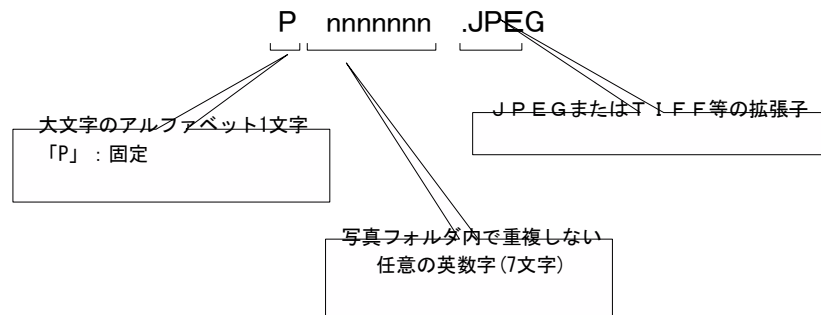 P nnnnnnn .JPEG
大文字のアルファベット1文字
「P」：固定
ＪＰＥＧまたはＴＩＦＦ等の拡張子
写真フォルダ内で重複しない
任意の英数字(7文字)